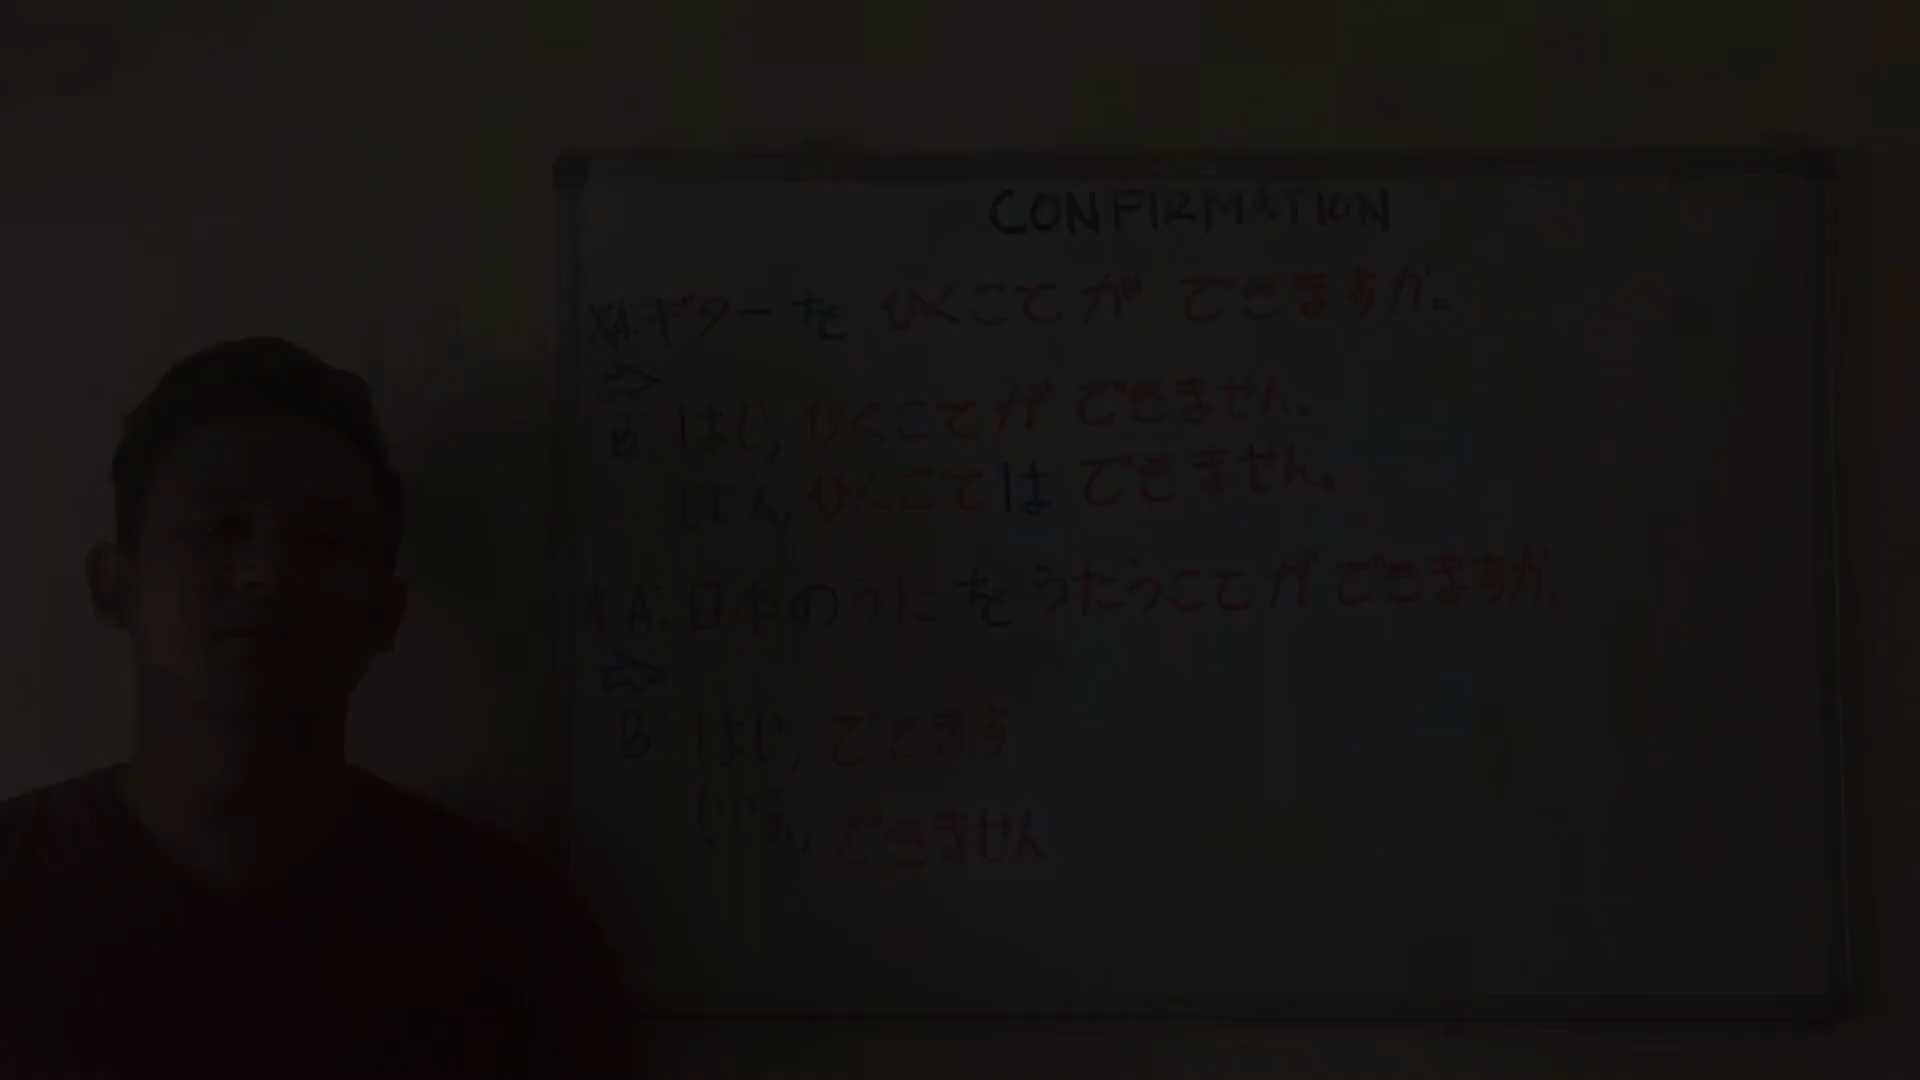 CONFIRMATION
A. ギターを ひくことが できますか。
B はい, ひくことが できません。
いいえ, ひくことは できません。
A. 日本のうたを うたうことが できますか。
B はい, できます
いいえ, できません